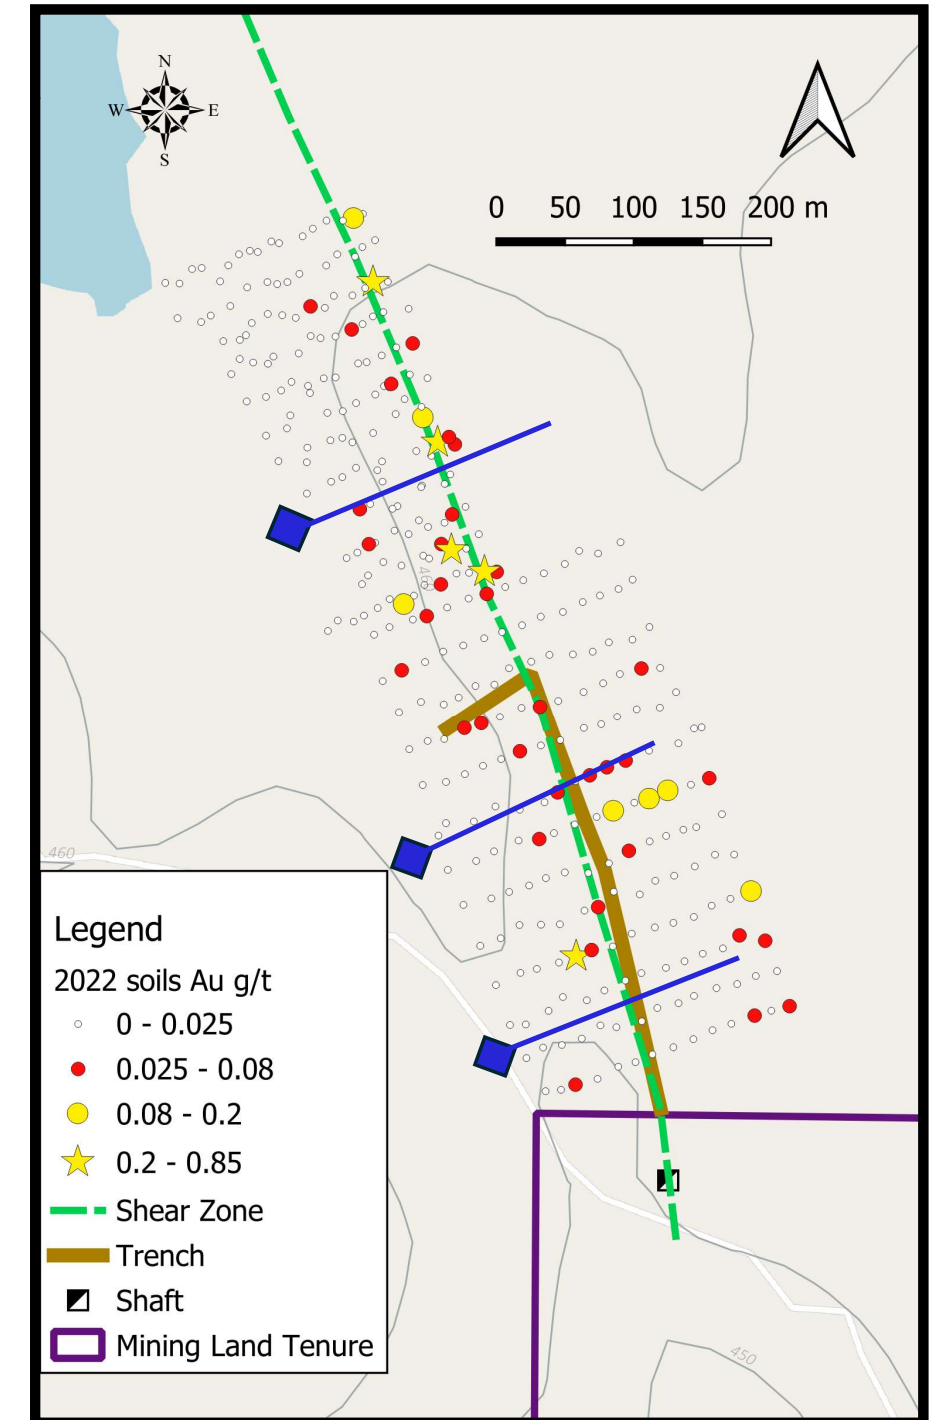 N
W E
S
0 50 100 150 200 m
460
460
Legend
2022 soils Au g/t
0 - 0.025
0.025 - 0.08
0.08 - 0.2
0.2 - 0.85
Shear Zone
Trench
Shaft
Mining Land Tenure
450